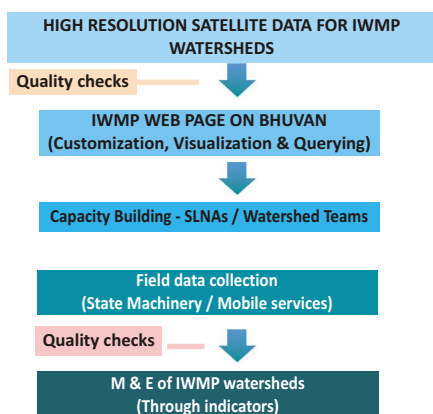 HIGH RESOLUTION SATELLITE DATA FOR IWMP
WATERSHEDS
Quality checks
IWMP WEB PAGE ON BHUVAN
(Customization, Visualization & Querying)
Capacity Building - SLNAs / Watershed Teams
Field data collection
(State Machinery / Mobile services)
Quality checks
M & E of IWMP watersheds
(Through indicators)